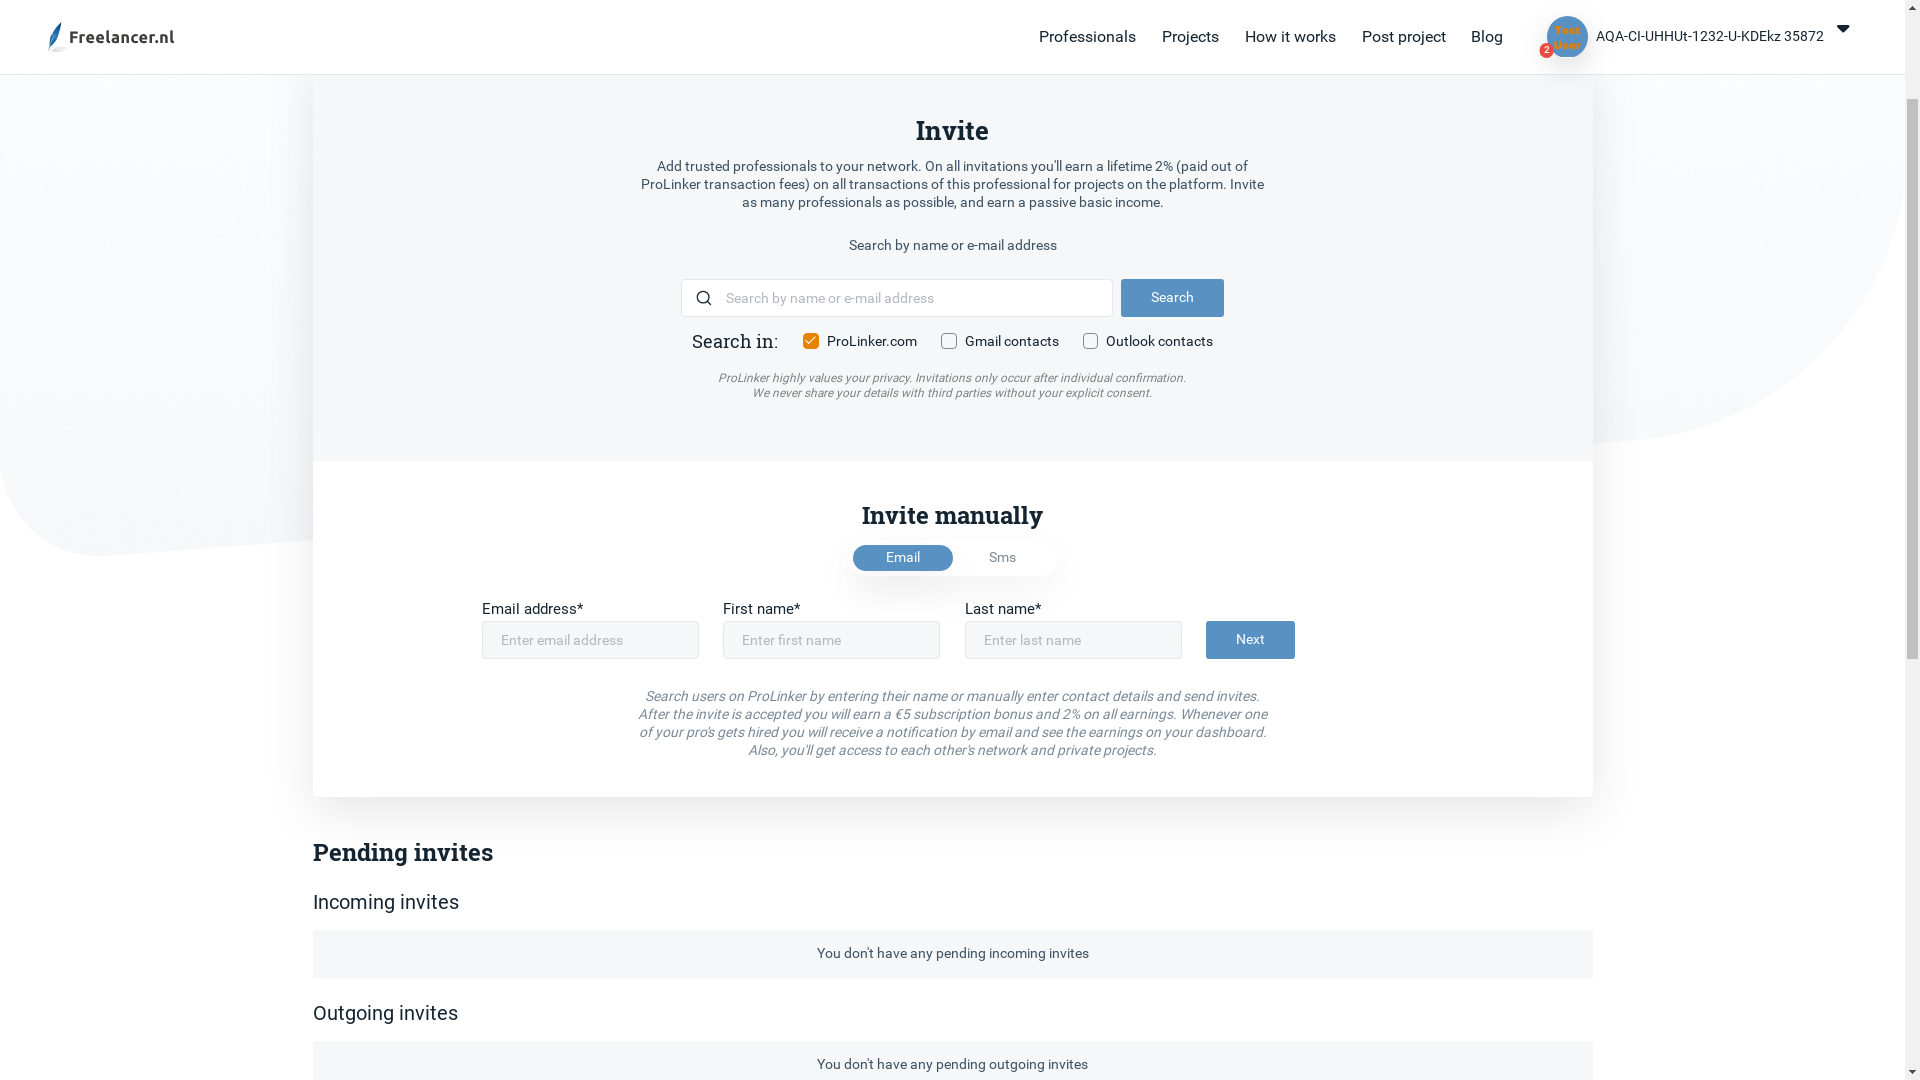 Freelancer.nl
Professionals Projects How it works Post project Blog
Test User
2
AQA-CI-UHHUt-1232-U-KDEkz 35872
Invite
Add trusted professionals to your network. On all invitations you'll earn a lifetime 2% (paid out of
ProLinker transaction fees) on all transactions of this professional for projects on the platform. Invite
as many professionals as possible, and earn a passive basic income.
Search by name or e-mail address
Search by name or e-mail address
Search
Search in: ProLinker.com Gmail contacts Outlook contacts
ProLinker highly values your privacy. Invitations only occur after individual confirmation.
We never share your details with third parties without your explicit consent.
Invite manually
Email Sms
Email address* First name* Last name*
Enter email address Enter first name Enter last name Next
Search users on ProLinker by entering their name or manually enter contact details and send invites.
After the invite is accepted you will earn a €5 subscription bonus and 2% on all earnings. Whenever one
of your pro's gets hired you will receive a notification by email and see the earnings on your dashboard.
Also, you'll get access to each other's network and private projects.
Pending invites
Incoming invites
You don't have any pending incoming invites
Outgoing invites
You don't have any pending outgoing invites